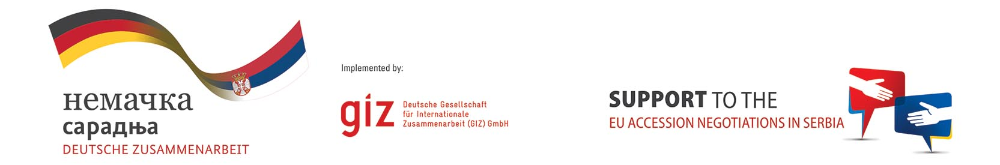 немачка
сарадња
DEUTSCHE ZUSAMMENARBEIT
Implemented by:
giz
Deutsche Gesellschaft
für Internationale
Zusammenarbeit (GIZ) GmbH
SUPPORT TO THE
EU ACCESSION NEGOTIATIONS IN SERBIA